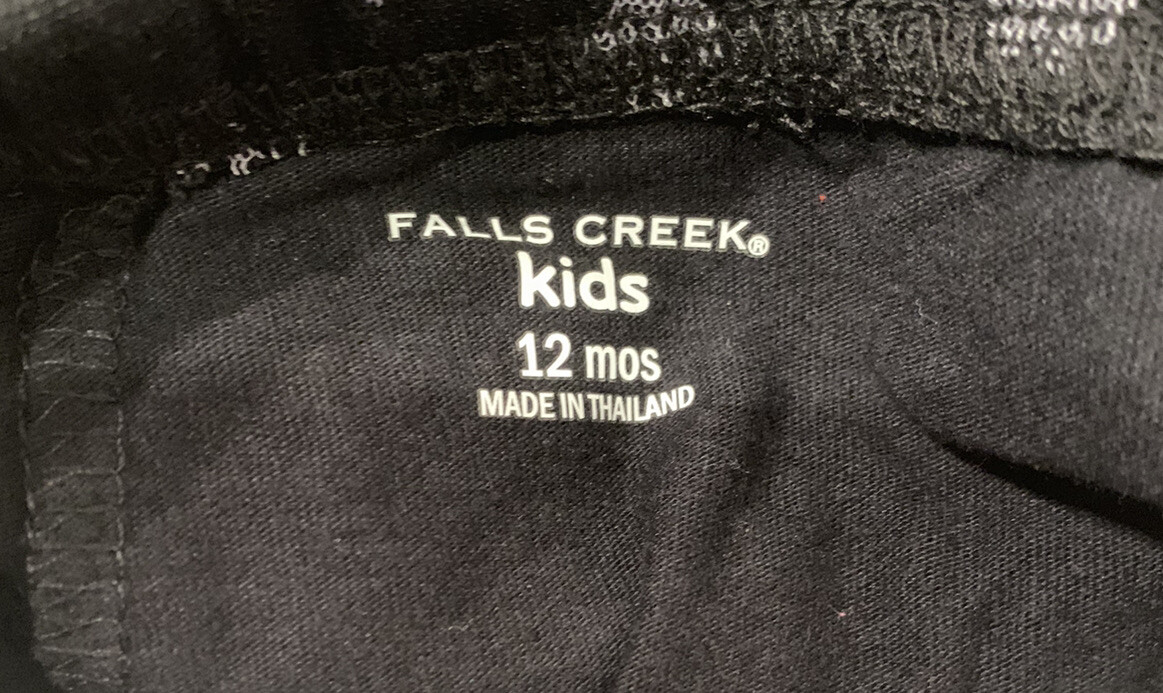 FALLS CREEK®
kids
12 mos
MADE IN THAILAND